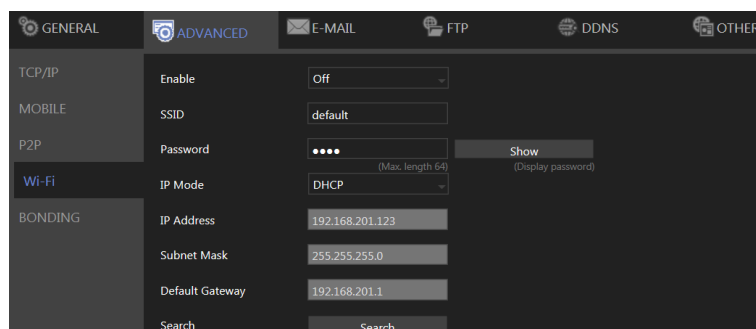 GENERAL ADVANCED E-MAIL FTP DDNS OTHER
TCP/IP
MOBILE
P2P
Wi-Fi
BONDING
Enable Off
SSID default
Password •••• Show
(Max. length 64) (Display password)
IP Mode DHCP
IP Address 192.168.201.123
Subnet Mask 255.255.255.0
Default Gateway 192.168.201.1
Search Search